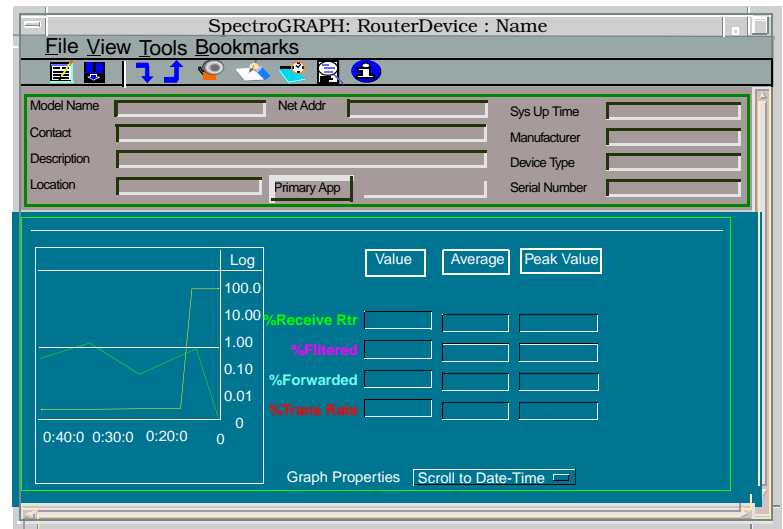 SpectroGRAPH: RouterDevice : Name
File View Tools Bookmarks
Model Name Net Addr Sys Up Time
Contact Manufacturer
Description Device Type
Location Primary App Serial Number
Log Value Average Peak Value
100.0
10.00 %Receive Rtr
1.00 %Filtered
0.10 %Forwarded
0.01 %Trans Rate
0
0:40:0 0:30:0 0:20:0 0
Graph Properties Scroll to Date-Time